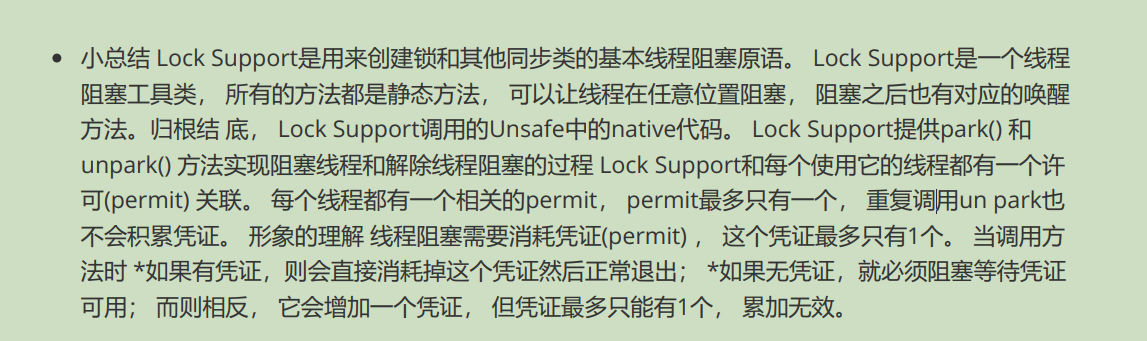 小总结 Lock Support是用来创建锁和其他同步类的基本线程阻塞原语。 Lock Support是一个线程
阻塞工具类， 所有的方法都是静态方法， 可以让线程在任意位置阻塞， 阻塞之后也有对应的唤醒
方法。归根结 底， Lock Support调用的Unsafe中的native代码。 Lock Support提供park() 和
unpark() 方法实现阻塞线程和解除线程阻塞的过程 Lock Support和每个使用它的线程都有一个许
可(permit) 关联。 每个线程都有一个相关的permit， permit最多只有一个， 重复调用un park也
不会积累凭证。 形象的理解 线程阻塞需要消耗凭证(permit) ， 这个凭证最多只有1个。 当调用方
法时 *如果有凭证，则会直接消耗掉这个凭证然后正常退出； *如果无凭证，就必须阻塞等待凭证
可用； 而则相反， 它会增加一个凭证， 但凭证最多只能有1个， 累加无效。